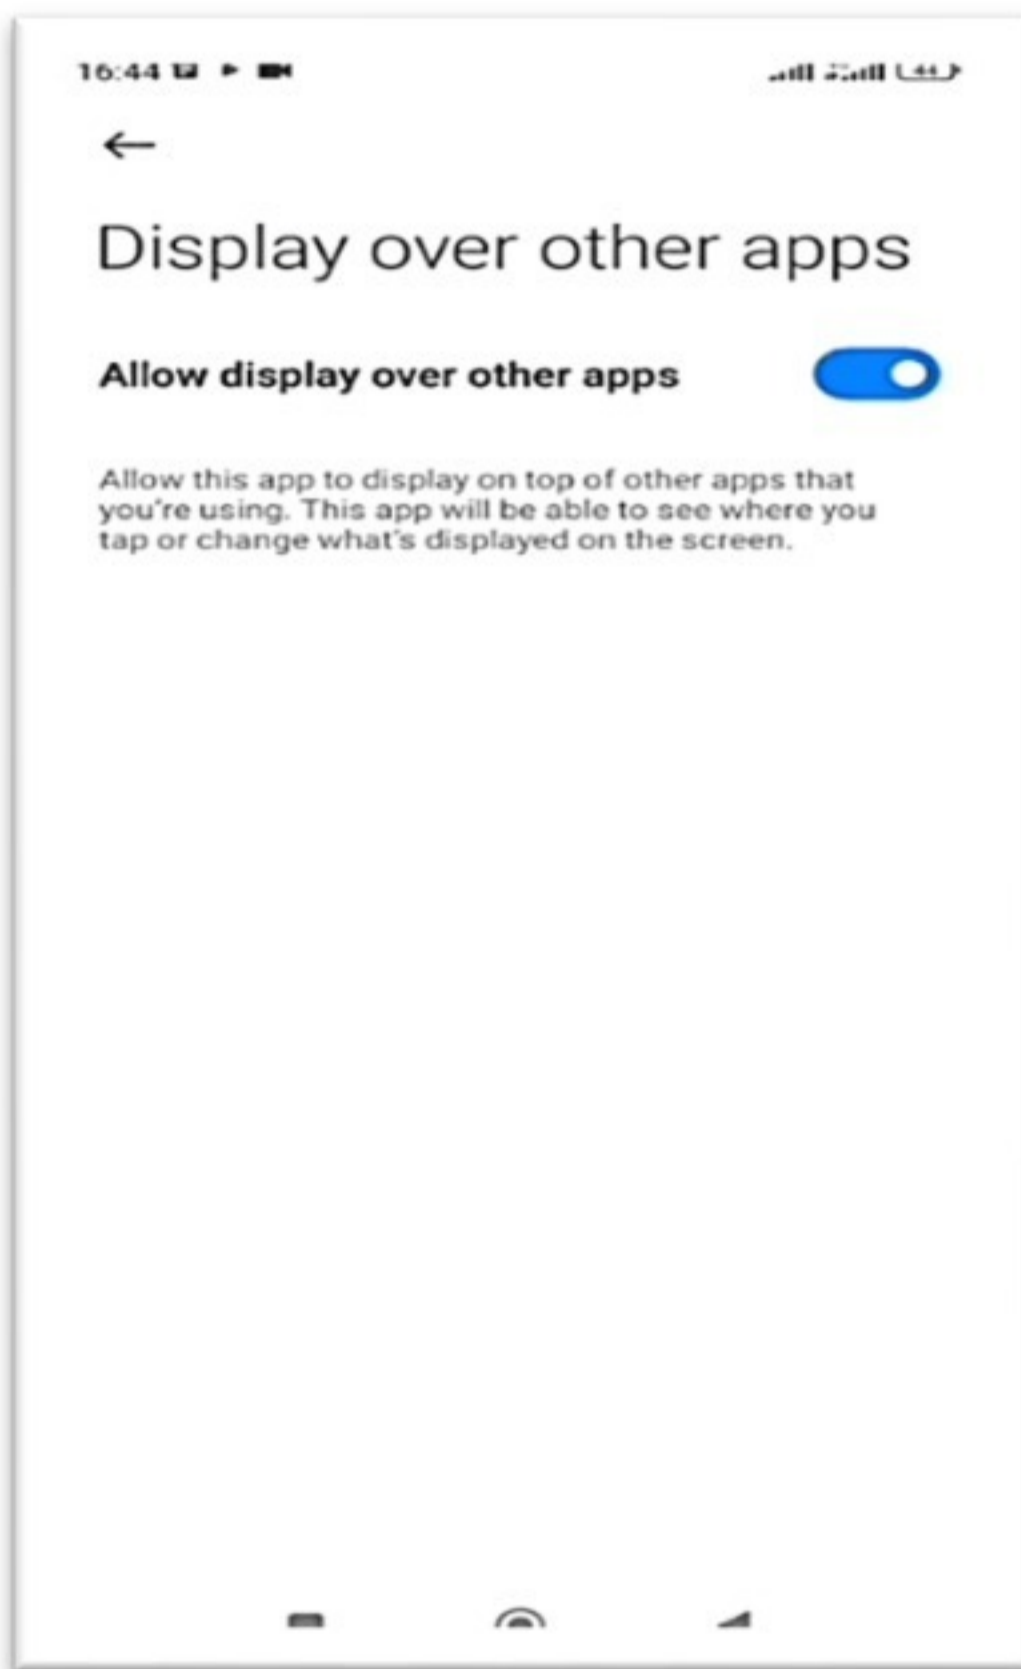 16:44
44
Display over other apps
Allow display over other apps
Allow this app to display on top of other apps that
you're using. This app will be able to see where you
tap or change what's displayed on the screen.